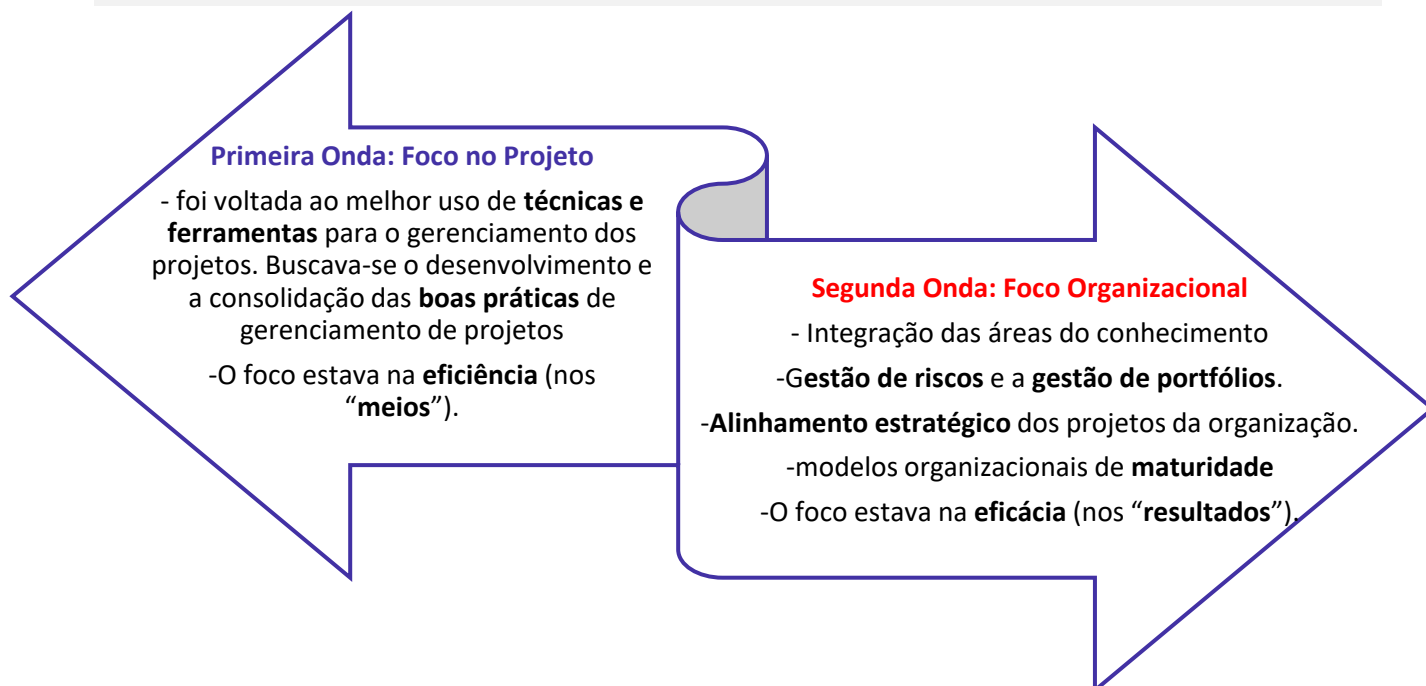 Primeira Onda: Foco no Projeto
- foi voltada ao melhor uso de técnicas e
ferramentas para o gerenciamento dos
projetos. Buscava-se o desenvolvimento e
a consolidação das boas práticas de
gerenciamento de projetos
-O foco estava na eficiência (nos
“meios”).
Segunda Onda: Foco Organizacional
- Integração das áreas do conhecimento
-Gestão de riscos e a gestão de portfólios.
-Alinhamento estratégico dos projetos da organização.
-modelos organizacionais de maturidade
-O foco estava na eficácia (nos “resultados”).